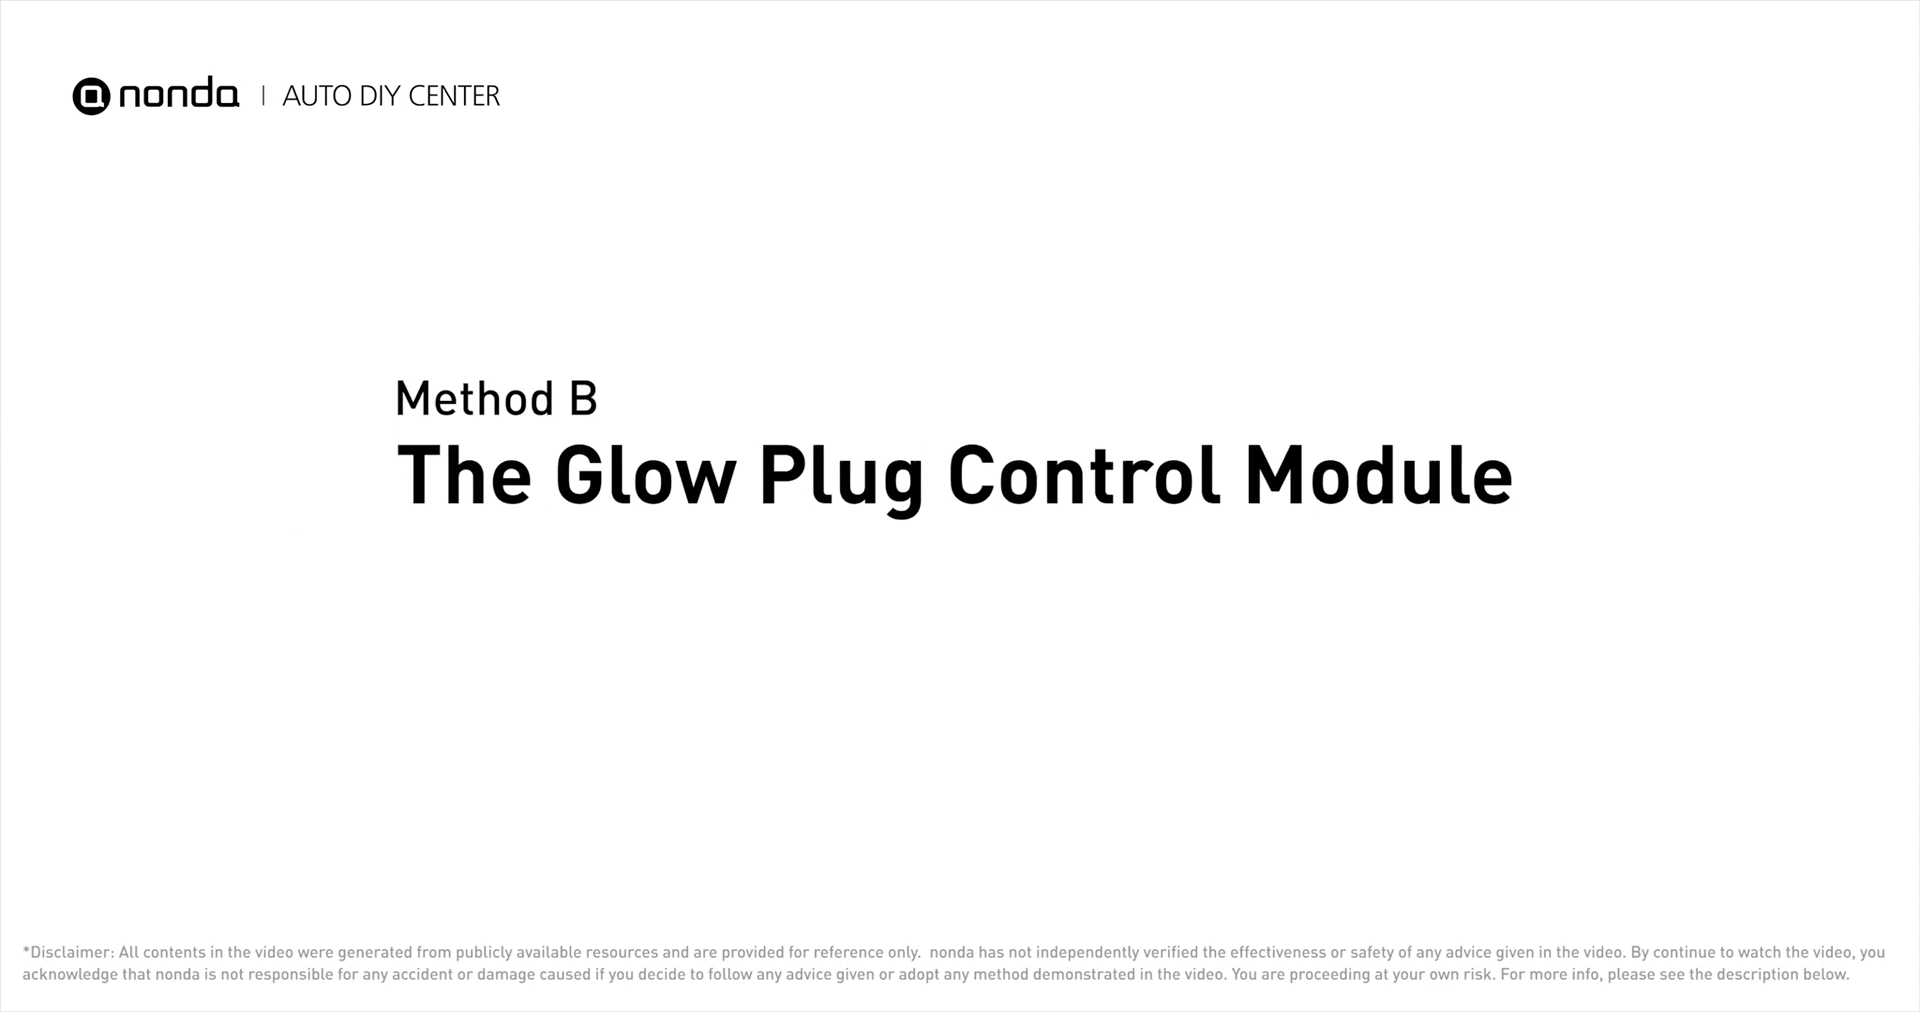 nonda | AUTO DIY CENTER
Method B
The Glow Plug Control Module
*Disclaimer: All contents in the video were generated from publicly available resources and are provided for reference only.  nonda has not independently verified the effectiveness or safety of any advice given in the video. By continue to watch the video, you
acknowledge that nonda is not responsible for any accident or damage caused if you decide to follow any advice given or adopt any method demonstrated in the video. You are proceeding at your own risk. For more info, please see the description below.